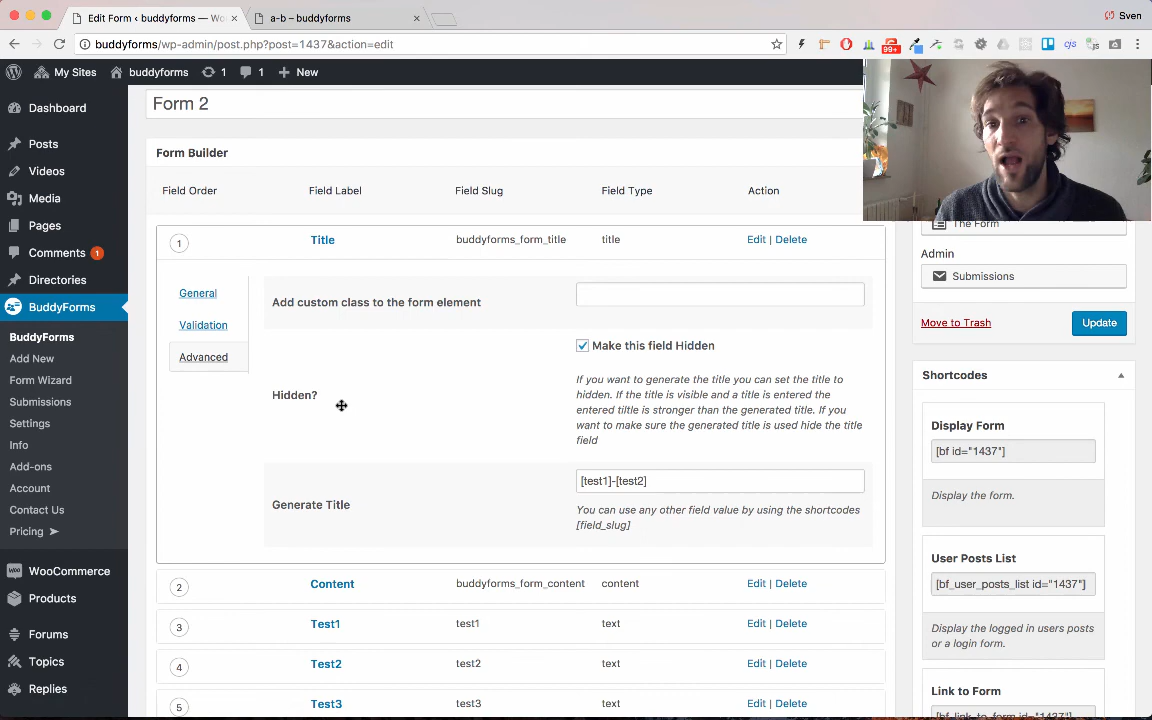 Edit Form ‹ buddyforms — Wo
a-b – buddyforms
Sven
buddyforms/wp-admin/post.php?post=1437&action=edit
99+
cjs
My Sites
buddyforms
1
1
New
Dashboard
Posts
Videos
Media
Pages
Comments 1
Directories
BuddyForms
BuddyForms
Add New
Form Wizard
Submissions
Settings
Info
Add-ons
Account
Contact Us
Pricing ➤
WooCommerce
Products
Forums
Topics
Replies
Form 2
Form Builder
Field Order
Field Label
Field Slug
Field Type
Action
1
Title
buddyforms_form_title
title
Edit | Delete
General
Validation
Advanced
Add custom class to the form element
Hidden?
Make this field Hidden
If you want to generate the title you can set the title to
hidden. If the title is visible and a title is entered the
entered tiltle is stronger than the generated title. If you
want to make sure the generated title is used hide the title
field
Generate Title
[test1]-[test2]
You can use any other field value by using the shortcodes
[field_slug]
2
Content
buddyforms_form_content
content
Edit | Delete
3
Test1
test1
text
Edit | Delete
4
Test2
test2
text
Edit | Delete
5
Test3
test3
text
Edit | Delete
The Form
Admin
Submissions
Move to Trash
Update
Shortcodes
Display Form
[bf id="1437"]
Display the form.
User Posts List
[bf_user_posts_list id="1437"]
Display the logged in users posts
or a login form.
Link to Form
[bf_link_to_form id="1437"]